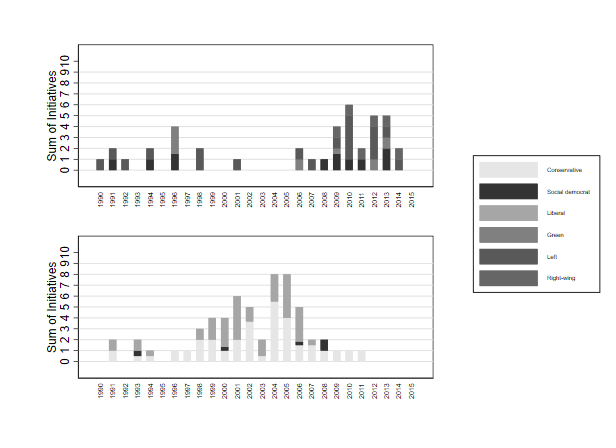 Sum of Initiatives
0 1 2 3 4 5 6 7 8 9 10
1990 1991 1992 1993 1994 1995 1996 1997 1998 1999 2000 2001 2002 2003 2004 2005 2006 2007 2008 2009 2010 2011 2012 2013 2014 2015
Sum of Initiatives
0 1 2 3 4 5 6 7 8 9 10
1990 1991 1992 1993 1994 1995 1996 1997 1998 1999 2000 2001 2002 2003 2004 2005 2006 2007 2008 2009 2010 2011 2012 2013 2014 2015
Conservative
Social democrat
Liberal
Green
Left
Right-wing